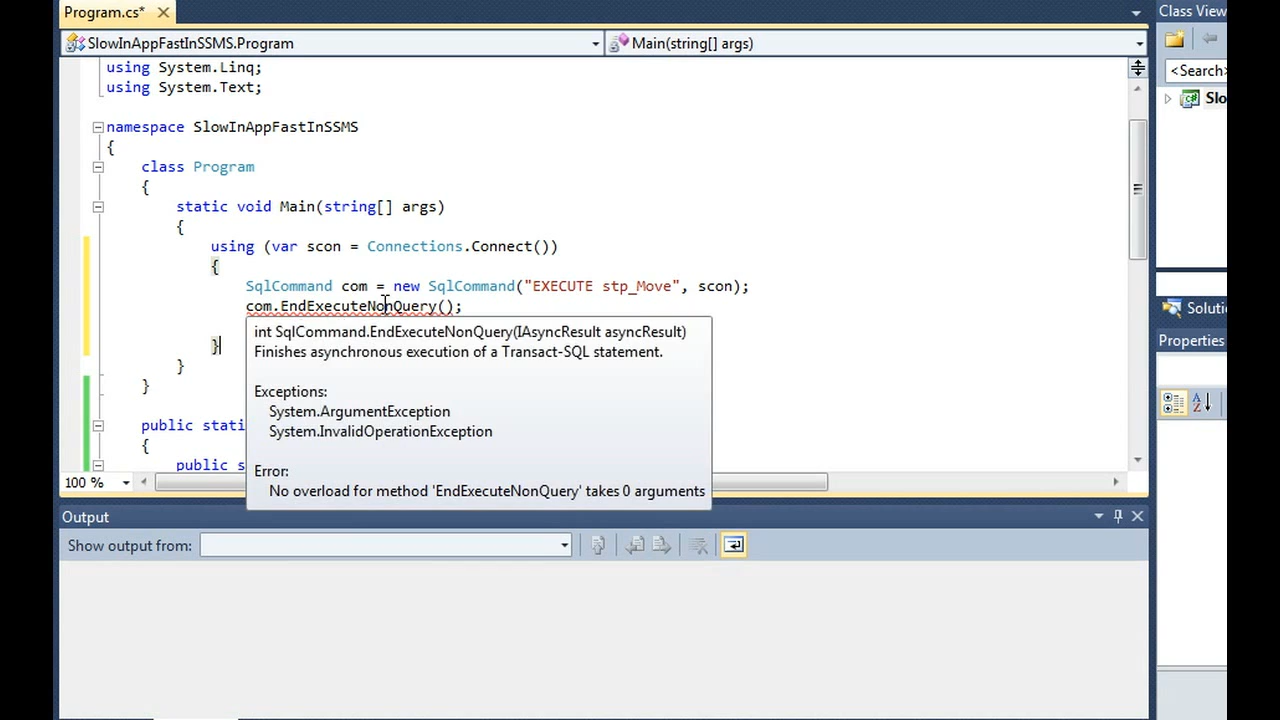 Program.cs*
Class View
SlowInAppFastInSSMS.Program
Main(string[] args)
<Search>
using System.Linq;
using System.Text;
Slo
namespace SlowInAppFastInSSMS
{
class Program
{
static void Main(string[] args)
{
using (var scon = Connections.Connect())
{
SqlCommand com = new SqlCommand("EXECUTE stp_Move", scon);
com.EndExecuteNonQuery();
int SqlCommand.EndExecuteNonQuery(IAsyncResult asyncResult)
Finishes asynchronous execution of a Transact-SQL statement.
Exceptions:
System.ArgumentException
System.InvalidOperationException
Error:
No overload for method 'EndExecuteNonQuery' takes 0 arguments
}
}
}
public stati
{
public s
100 %
Soluti
Properties
Output
Show output from: